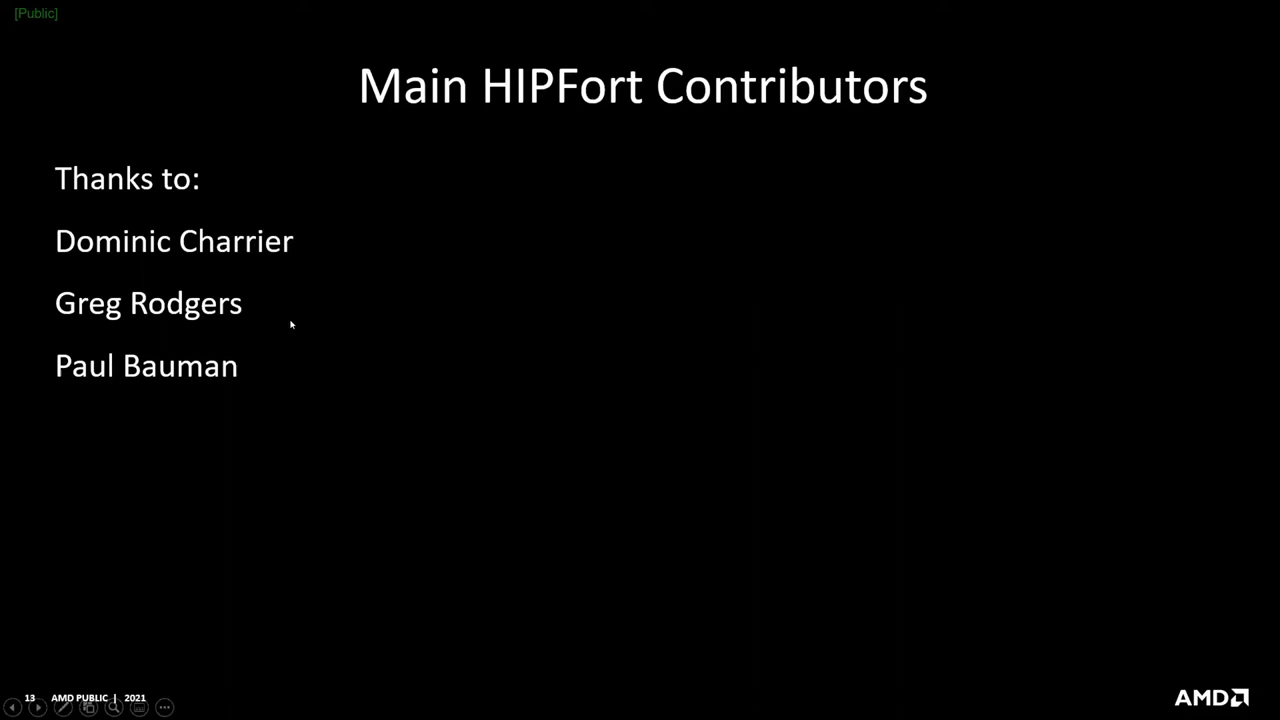 [Public]
Main HIPFort Contributors
Thanks to:
Dominic Charrier
Greg Rodgers
Paul Bauman
13 AMD PUBLIC | 2021
AMD